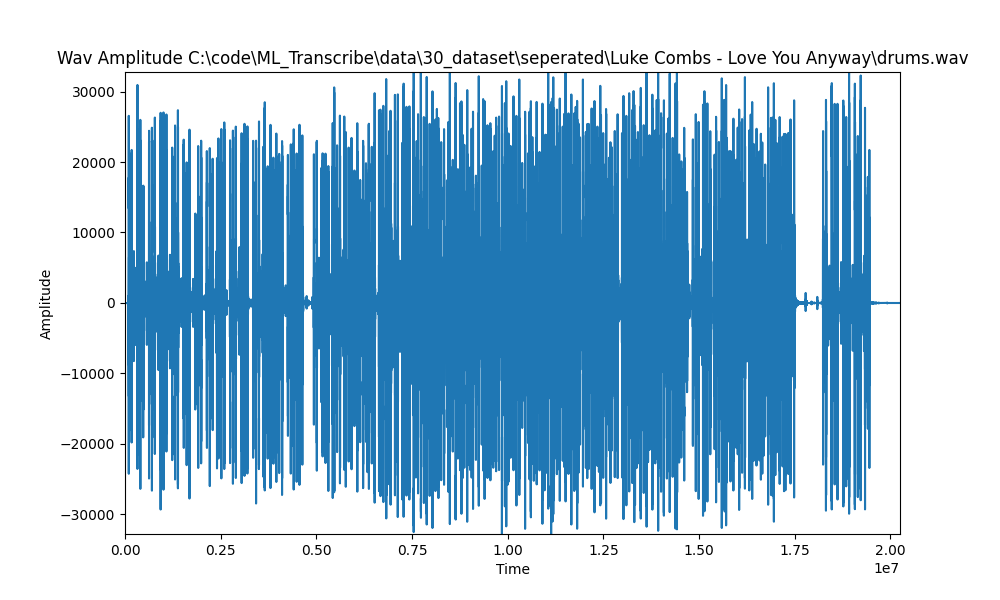 Wav Amplitude C:\code\ML_Transcribe\data\30_dataset\seperated\Luke Combs - Love You Anyway\drums.wav
30000
20000
10000
0
−10000
−20000
−30000
Amplitude
0.00 0.25 0.50 0.75 1.00 1.25 1.50 1.75 2.00
1e7
Time